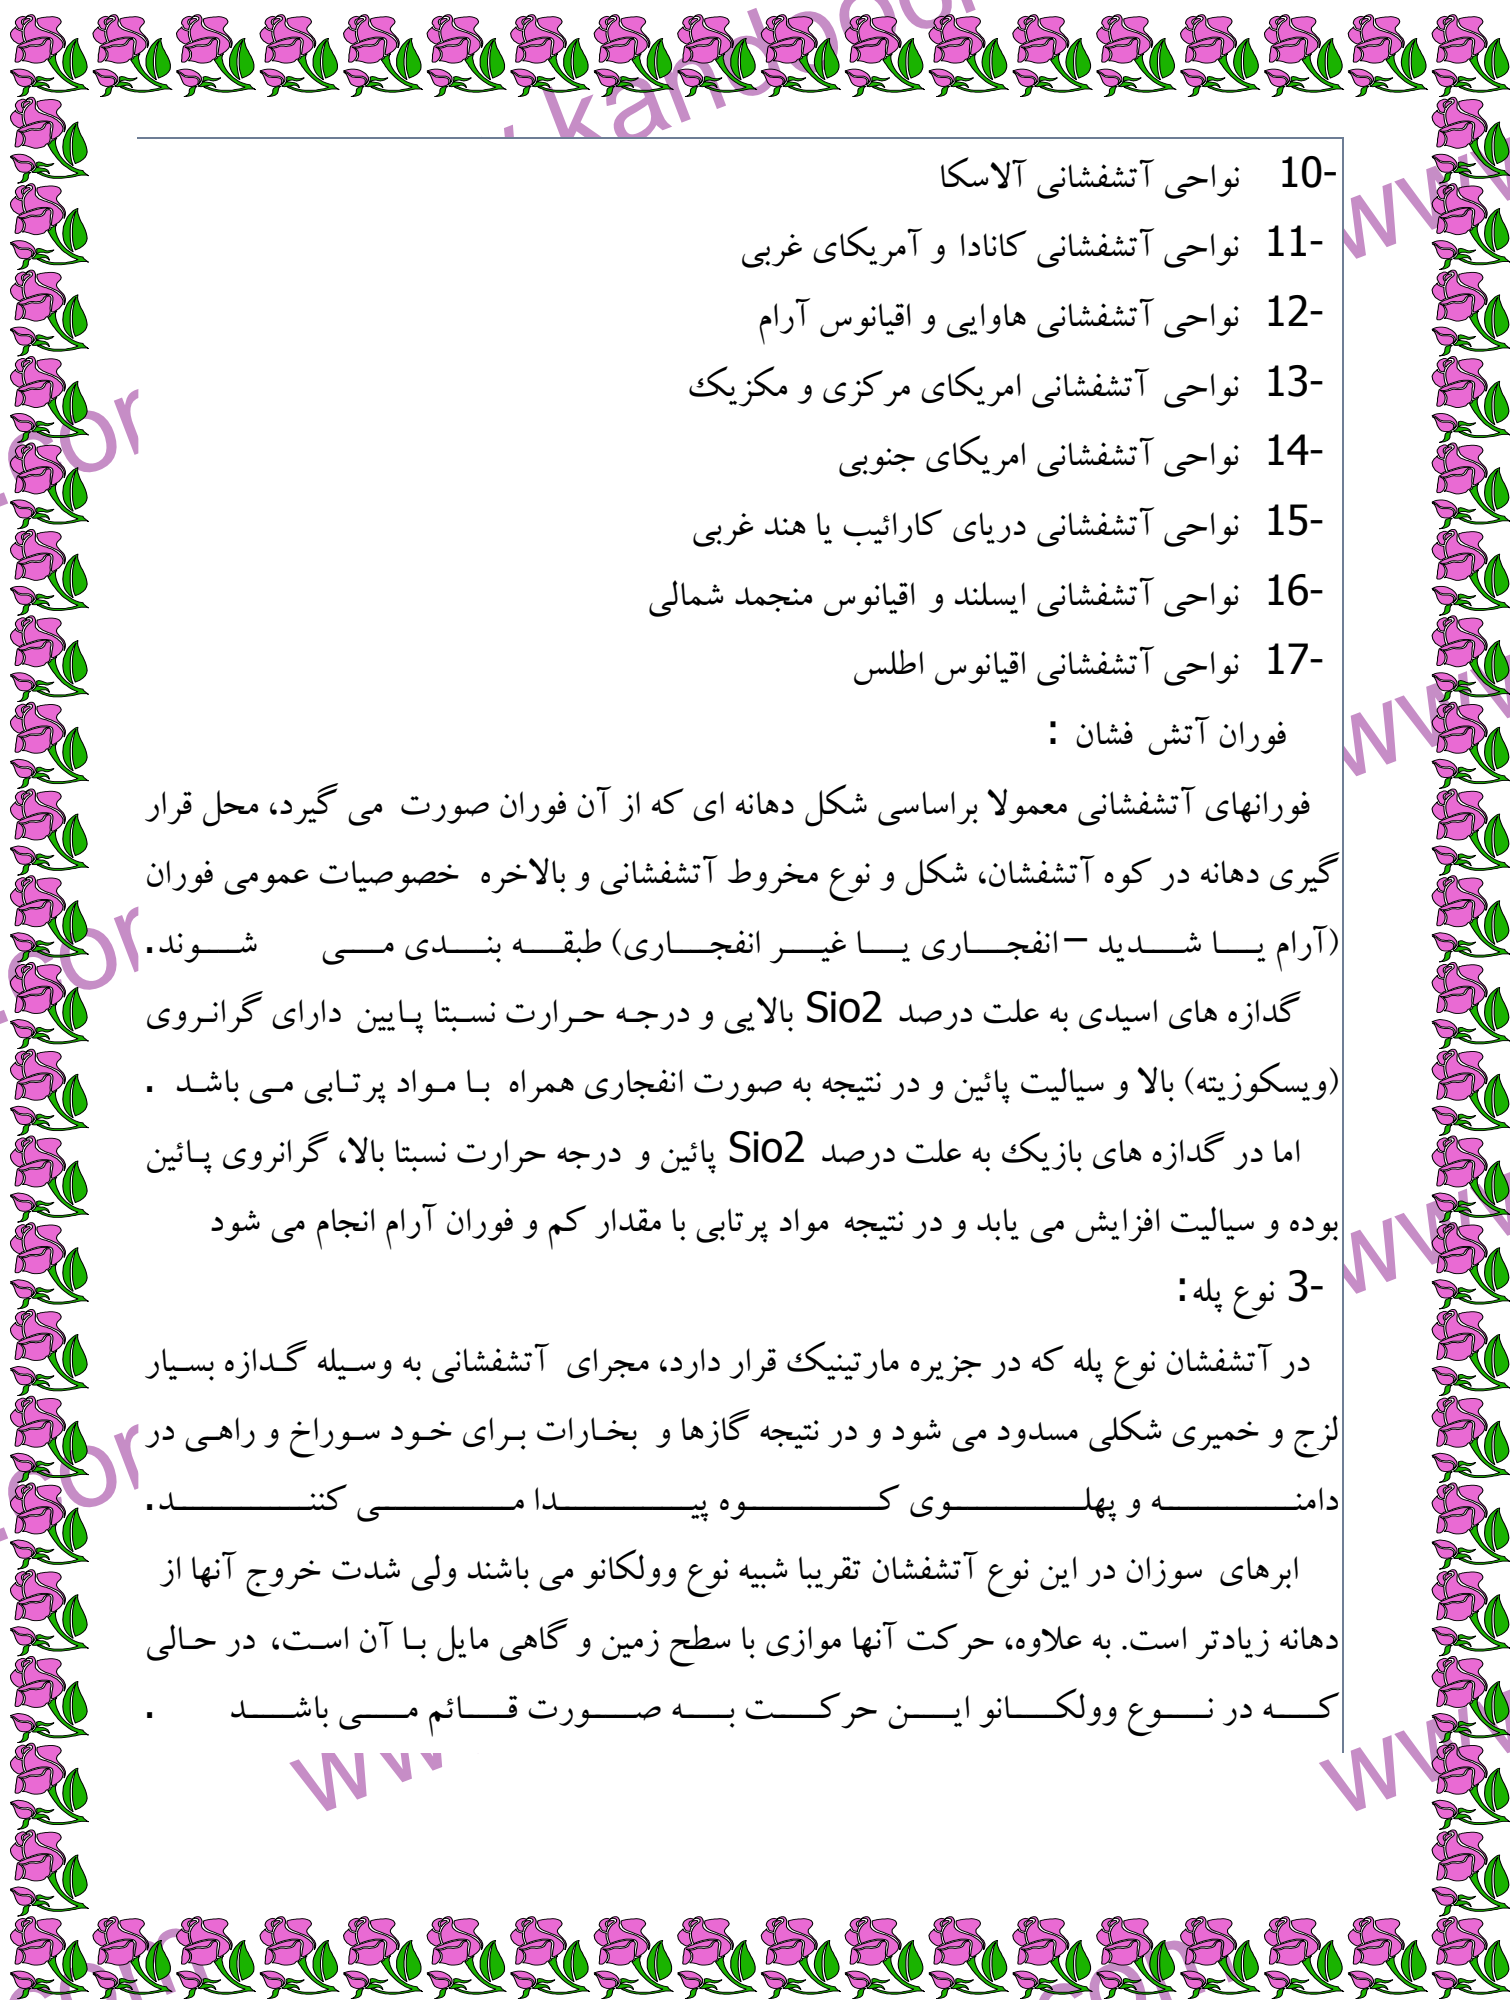 10- نواحی آتشفشانی آلاسکا
11- نواحی آتشفشانی کانادا و آمریکای غربی
12- نواحی آتشفشانی هاوایی و اقیانوس آرام
13- نواحی آتشفشانی امریکای مرکزی و مکزیک
14- نواحی آتشفشانی امریکای جنوبی
15- نواحی آتشفشانی دریای کارائیب یا هند غربی
16- نواحی آتشفشانی ایسلند و اقیانوس منجمد شمالی
17- نواحی آتشفشانی اقیانوس اطلس
فوران آتش فشان :
فورانهای آتشفشانی معمولا براساسی شکل دهانه ای که از آن فوران صورت می گیرد، محل قرار
گیری دهانه در کوه آتشفشان، شکل و نوع مخروط آتشفشانی و بالاخره خصوصیات عمومی فوران
(آرام یا شدید – انفجاری یا غیر انفجاری) طبقه بندی می شوند.
گدازه های اسیدی به علت درصد Sio2 بالایی و درجه حرارت نسبتا پایین دارای گرانروی
(ویسکوزیته) بالا و سیالیت پائین و در نتیجه به صورت انفجاری همراه با مواد پرتابی می باشد .
اما در گدازه های بازیک به علت درصد Sio2 پائین و درجه حرارت نسبتا بالا، گرانروی پائین
بوده و سیالیت افزایش می یابد و در نتیجه مواد پرتابی با مقدار کم و فوران آرام انجام می شود
3- نوع پله:
در آتشفشان نوع پله که در جزیره مارتینیک قرار دارد، مجرای آتشفشانی به وسیله گدازه بسیار
لزج و خمیری شکلی مسدود می شود و در نتیجه گازها و بخارات برای خود سوراخ و راهی در
دامنه و پهلوی کوه پیدا می کنند.
ابرهای سوزان در این نوع آتشفشان تقریبا شبیه نوع وولکانو می باشند ولی شدت خروج آنها از
دهانه زیادتر است. به علاوه، حرکت آنها موازی با سطح زمین و گاهی مایل با آن است، در حالی
که در نوع وولکانو این حرکت به صورت قائم می باشد .